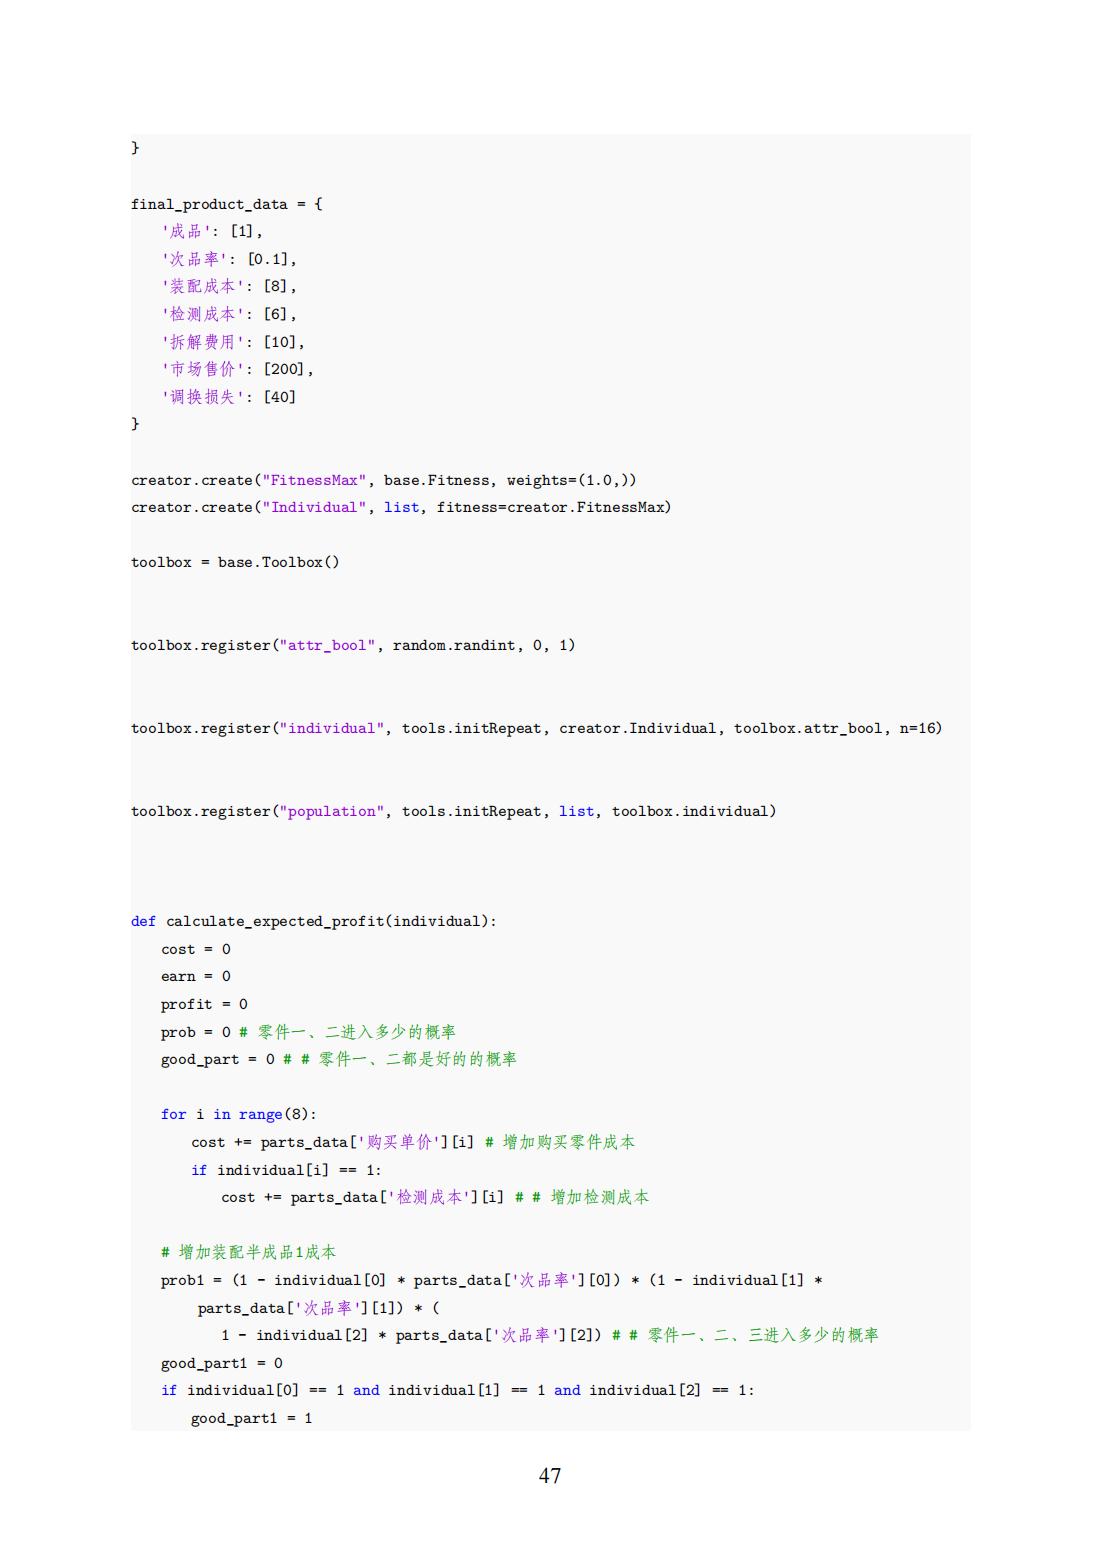 }
final_product_data = {
'成品': [1],
'次品率': [0.1],
'装配成本': [8],
'检测成本': [6],
'拆解费用': [10],
'市场售价': [200],
'调换损失': [40]
}
creator.create("FitnessMax", base.Fitness, weights=(1.0,))
creator.create("Individual", list, fitness=creator.FitnessMax)
toolbox = base.Toolbox()
toolbox.register("attr_bool", random.randint, 0, 1)
toolbox.register("individual", tools.initRepeat, creator.Individual, toolbox.attr_bool, n=16)
toolbox.register("population", tools.initRepeat, list, toolbox.individual)
def calculate_expected_profit(individual):
cost = 0
earn = 0
profit = 0
prob = 0 # 零件一、二进入多少的概率
good_part = 0 # # 零件一、二都是好的的概率
for i in range(8):
cost += parts_data['购买单价'][i] # 增加购买零件成本
if individual[i] == 1:
cost += parts_data['检测成本'][i] # # 增加检测成本
# 增加装配半成品1成本
prob1 = (1 - individual[0] * parts_data['次品率'][0]) * (1 - individual[1] *
parts_data['次品率'][1]) * (
1 - individual[2] * parts_data['次品率'][2]) # # 零件一、二、三进入多少的概率
good_part1 = 0
if individual[0] == 1 and individual[1] == 1 and individual[2] == 1:
good_part1 = 1
47